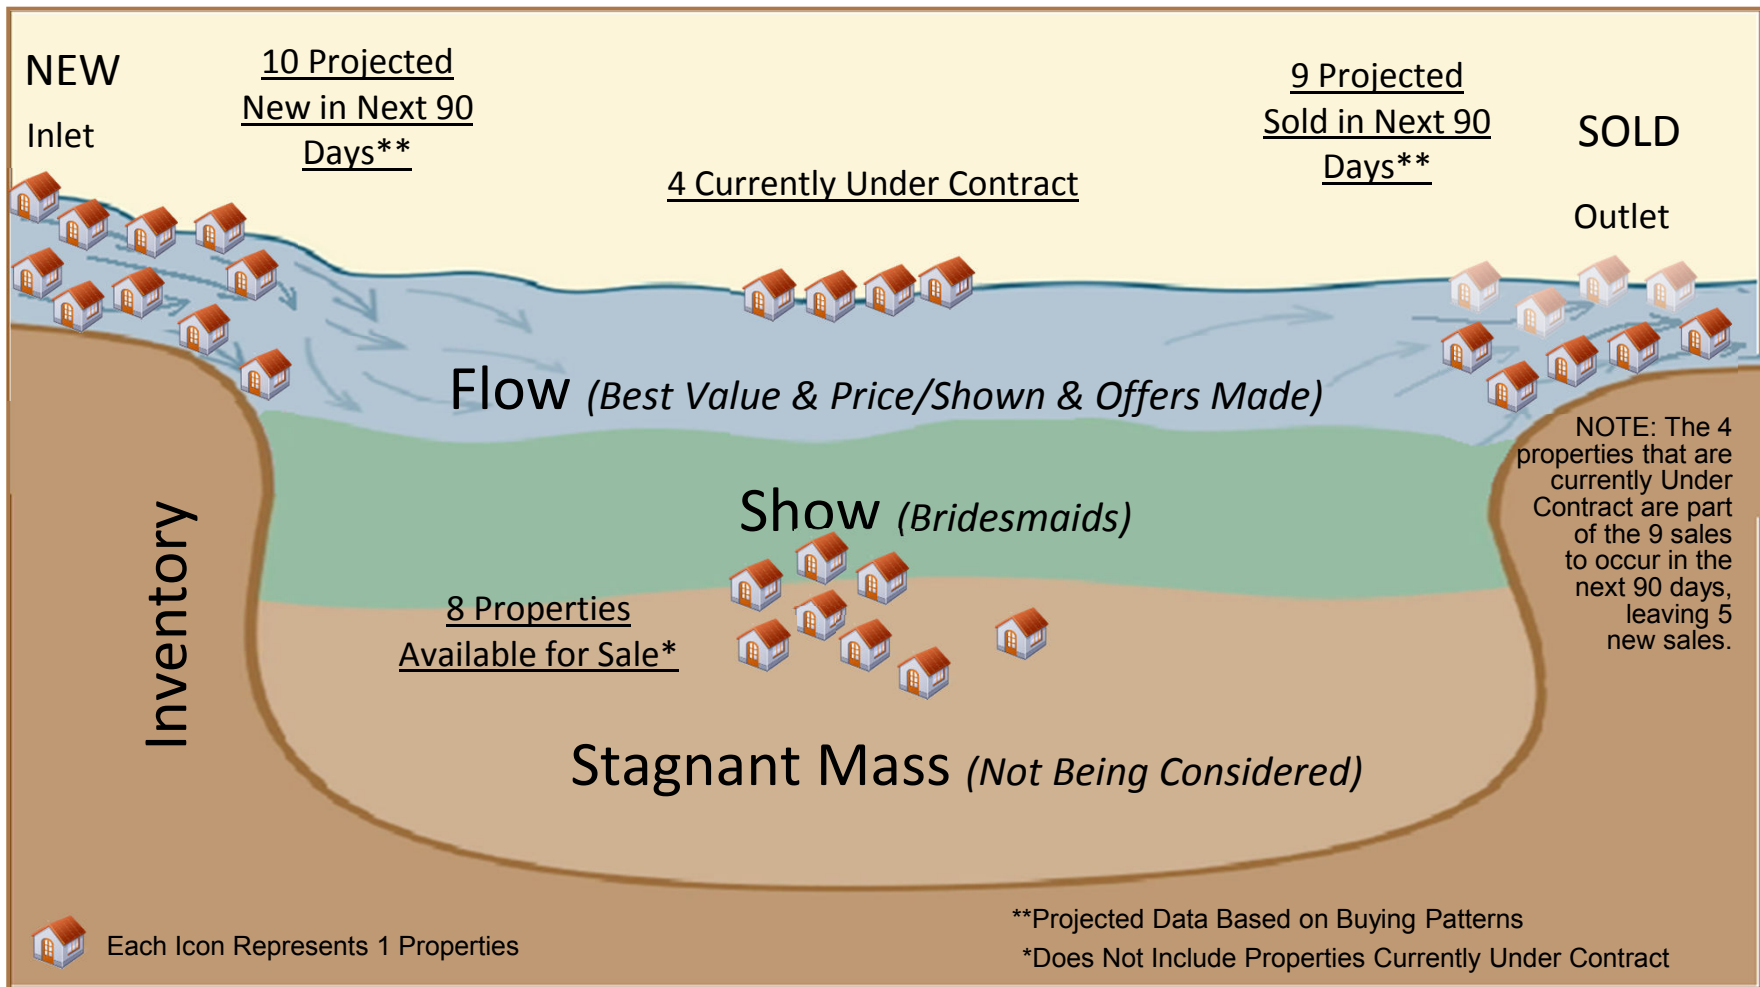 NEW
Inlet
10 Projected
New in Next 90
Days**
4 Currently Under Contract
9 Projected
Sold in Next 90
Days**
SOLD
Outlet
Flow (Best Value & Price/Shown & Offers Made)
Show (Bridesmaids)
8 Properties
Available for Sale*
Stagnant Mass (Not Being Considered)
Inventory
NOTE: The 4
properties that are
currently Under
Contract are part
of the 9 sales
to occur in the
next 90 days,
leaving 5
new sales.
Each Icon Represents 1 Properties
**Projected Data Based on Buying Patterns
*Does Not Include Properties Currently Under Contract